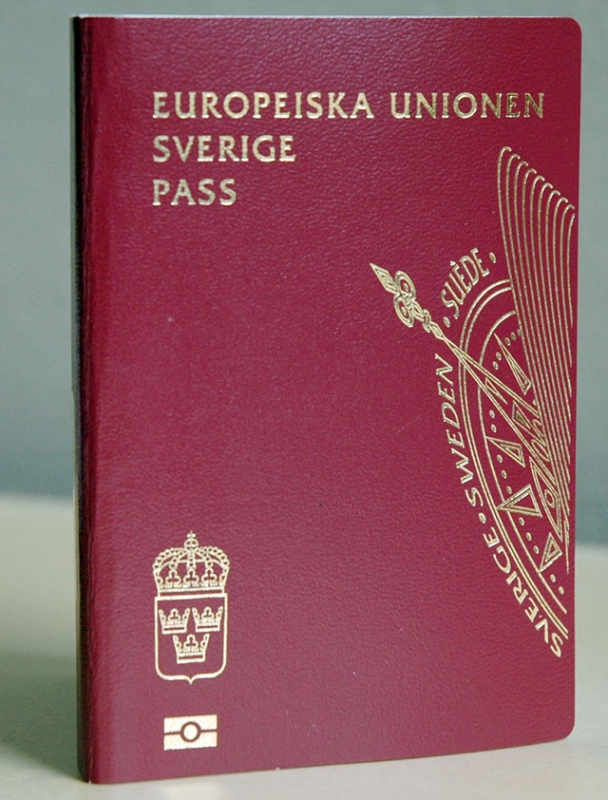 EUROPEISKA UNIONEN
SVERIGE
PASS
SVERIGE • SWEDEN • SUÈDE •